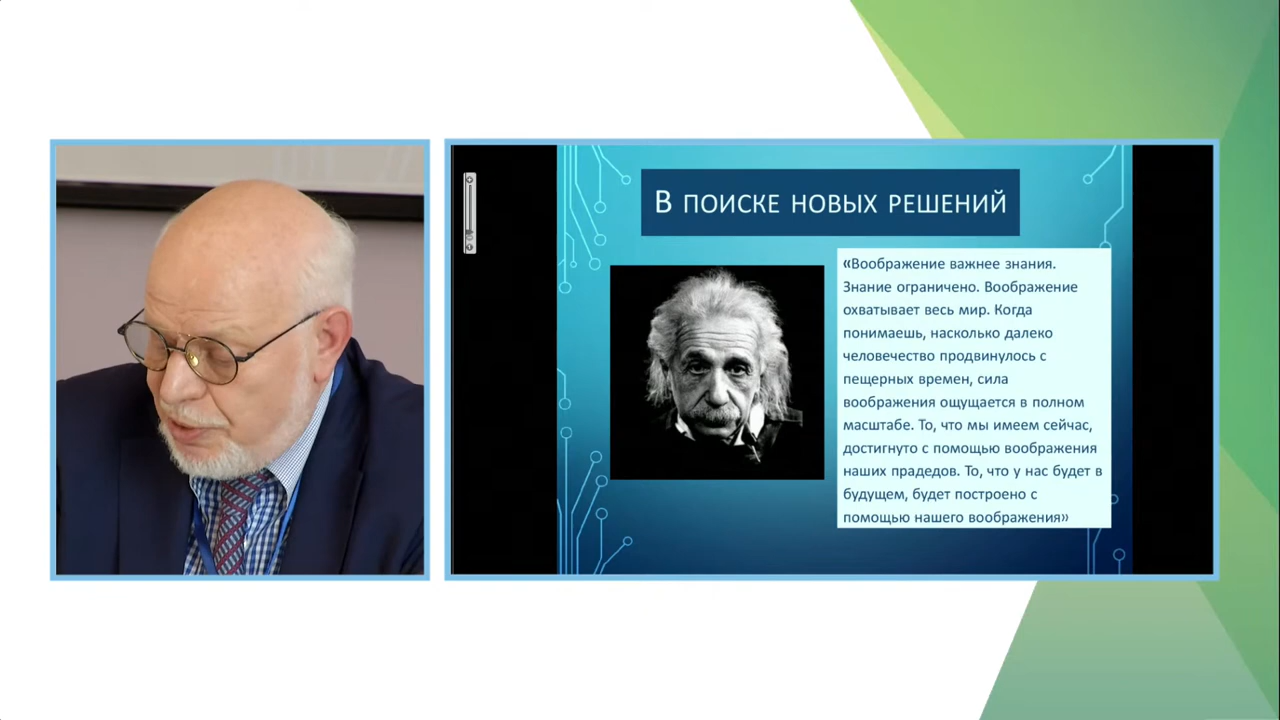 В ПОИСКЕ НОВЫХ РЕШЕНИЙ
«Воображение важнее знания.
Знание ограничено. Воображение
охватывает весь мир. Когда
понимаешь, насколько далеко
человечество продвинулось с
пещерных времен, сила
воображения ощущается в полном
масштабе. То, что мы имеем сейчас,
достигнуто с помощью воображения
наших прадедов. То, что у нас будет в
будущем, будет построено с
помощью нашего воображения»